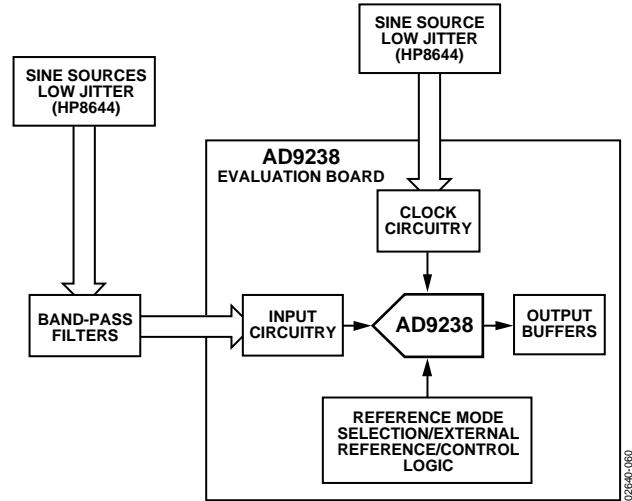 SINE SOURCE
LOW JITTER
(HP8644)
SINE SOURCES
LOW JITTER
(HP8644)
AD9238
EVALUATION BOARD
CLOCK
CIRCUITRY
BAND-PASS
FILTERS
INPUT
CIRCUITRY
AD9238
OUTPUT
BUFFERS
REFERENCE MODE
SELECTION/EXTERNAL
REFERENCE/CONTROL
LOGIC
02640-060